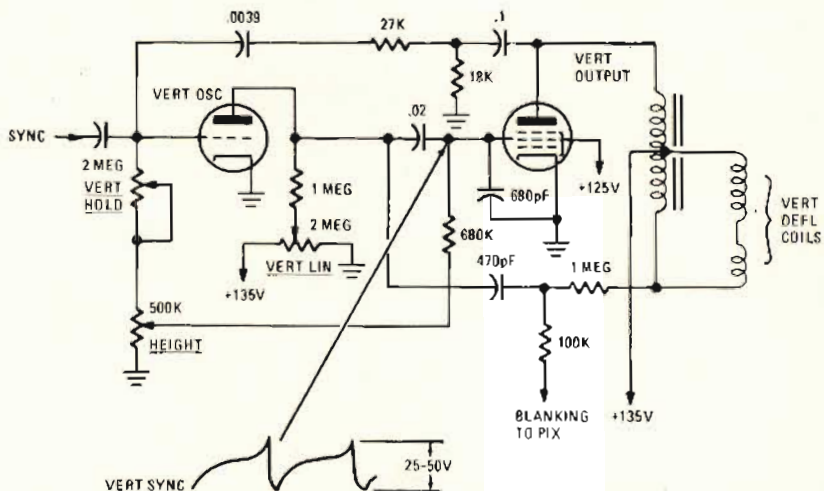 .0039
27K
.1
18K
VERT
OUTPUT
VERT OSC
.02
SYNC
2 MEG
VERT
HOLD
1 MEG
2 MEG
VERT LIN
+135V
680K
680pF
+125V
VERT
DEFL
COILS
470pF
1 MEG
500K
HEIGHT
100K
BLANKING
TO PIX
+135V
VERT SYNC
25-50V